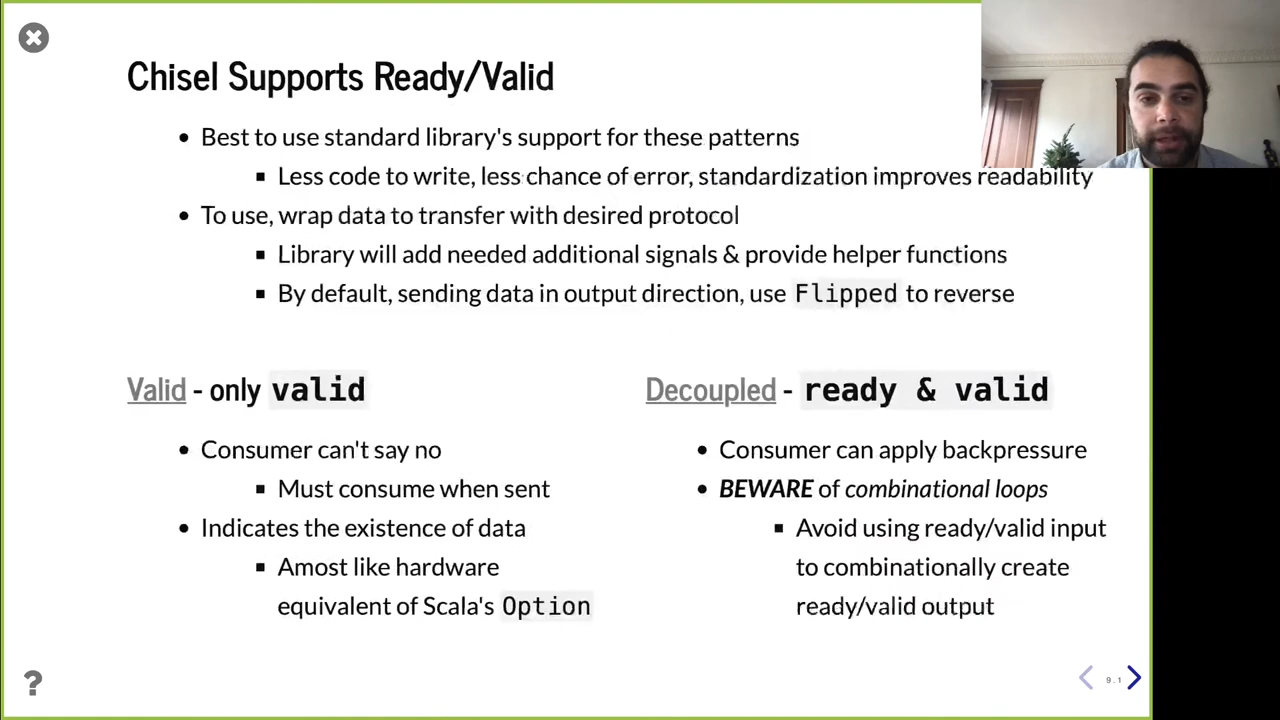 Chisel Supports Ready/Valid
• Best to use standard library's support for these patterns
▪ Less code to write, less chance of error, standardization improves readability
• To use, wrap data to transfer with desired protocol
▪ Library will add needed additional signals & provide helper functions
▪ By default, sending data in output direction, use Flipped to reverse
Valid - only valid
• Consumer can't say no
▪ Must consume when sent
• Indicates the existence of data
▪ Amost like hardware
equivalent of Scala's Option
Decoupled - ready & valid
• Consumer can apply backpressure
• BEWARE of combinational loops
▪ Avoid using ready/valid input
to combinationally create
ready/valid output
?
9.1